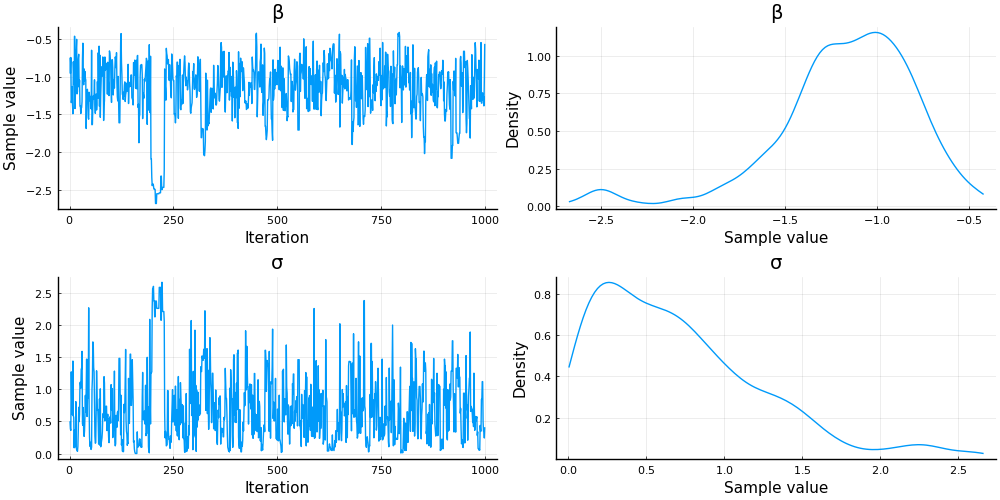 β
Sample value
−0.5
−1.0
−1.5
−2.0
−2.5
0 250 500 750 1000
Iteration
β
Density
1.00
0.75
0.50
0.25
0.00
−2.5 −2.0 −1.5 −1.0 −0.5
Sample value
σ
Sample value
2.5
2.0
1.5
1.0
0.5
0.0
0 250 500 750 1000
Iteration
σ
Density
0.8
0.6
0.4
0.2
0.0 0.5 1.0 1.5 2.0 2.5
Sample value